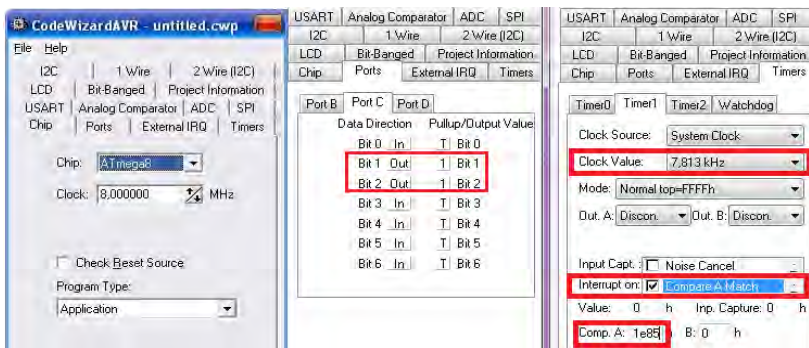 CodeWizardAVR - untitled.cwp
File Help
I2C 1 Wire 2 Wire (I2C)
LCD Bit-Banged Project Information
USART Analog Comparator ADC SPI
Chip Ports External IRQ Timers
Chip: ATmega8
Clock: 8,000000 MHz
Check Reset Source
Program Type:
Application
USART Analog Comparator ADC SPI
I2C 1 Wire 2 Wire (I2C)
LCD Bit-Banged Project Information
Chip Ports External IRQ Timers
Port B Port C Port D
Data Direction Pullup/Output Value
Bit 0 In T Bit 0
Bit 1 Out 1 Bit 1
Bit 2 Out 1 Bit 2
Bit 3 In T Bit 3
Bit 4 In T Bit 4
Bit 5 In T Bit 5
Bit 6 In T Bit 6
USART Analog Comparator ADC SPI
I2C 1 Wire 2 Wire (I2C)
LCD Bit-Banged Project Information
Chip Ports External IRQ Timers
Timer0 Timer1 Timer2 Watchdog
Clock Source: System Clock
Clock Value: 7,813 kHz
Mode: Normal top=FFFFh
Out. A: Discon. Out. B: Discon.
Input Capt.: Noise Cancel
Interrupt on: Compare A Match
Value: 0 h Inp. Capture: 0 h
Comp. A: 1e85 B: 0 h